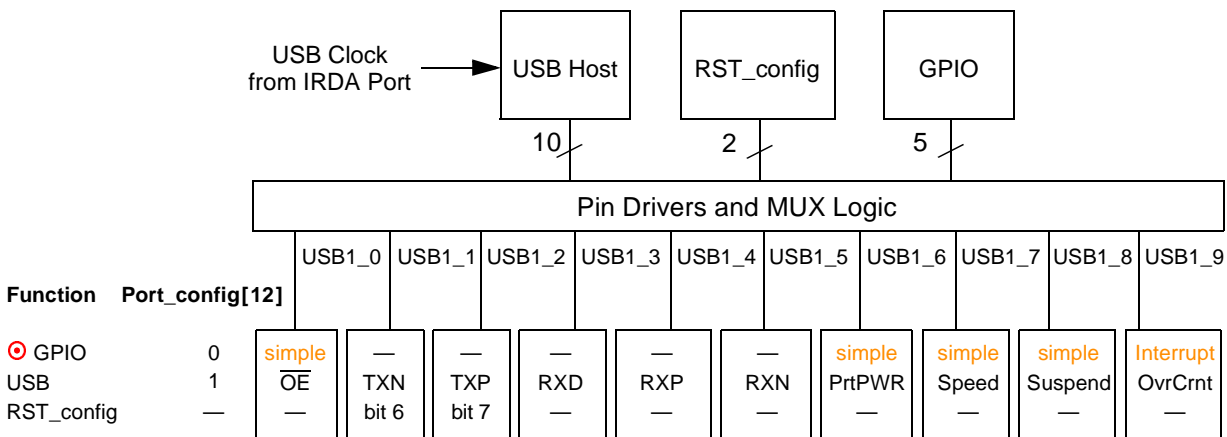 USB Clock
from IRDA Port
USB Host
RST_config
GPIO
10
2
5
Pin Drivers and MUX Logic
USB1_0 USB1_1 USB1_2 USB1_3 USB1_4 USB1_5 USB1_6 USB1_7 USB1_8 USB1_9
Function Port_config[12]
GPIO 0 simple — — — — — simple simple simple Interrupt
USB 1 OE TXN TXP RXD RXP RXN PrtPWR Speed Suspend OvrCrnt
RST_config — — bit 6 bit 7 — — — — — — —